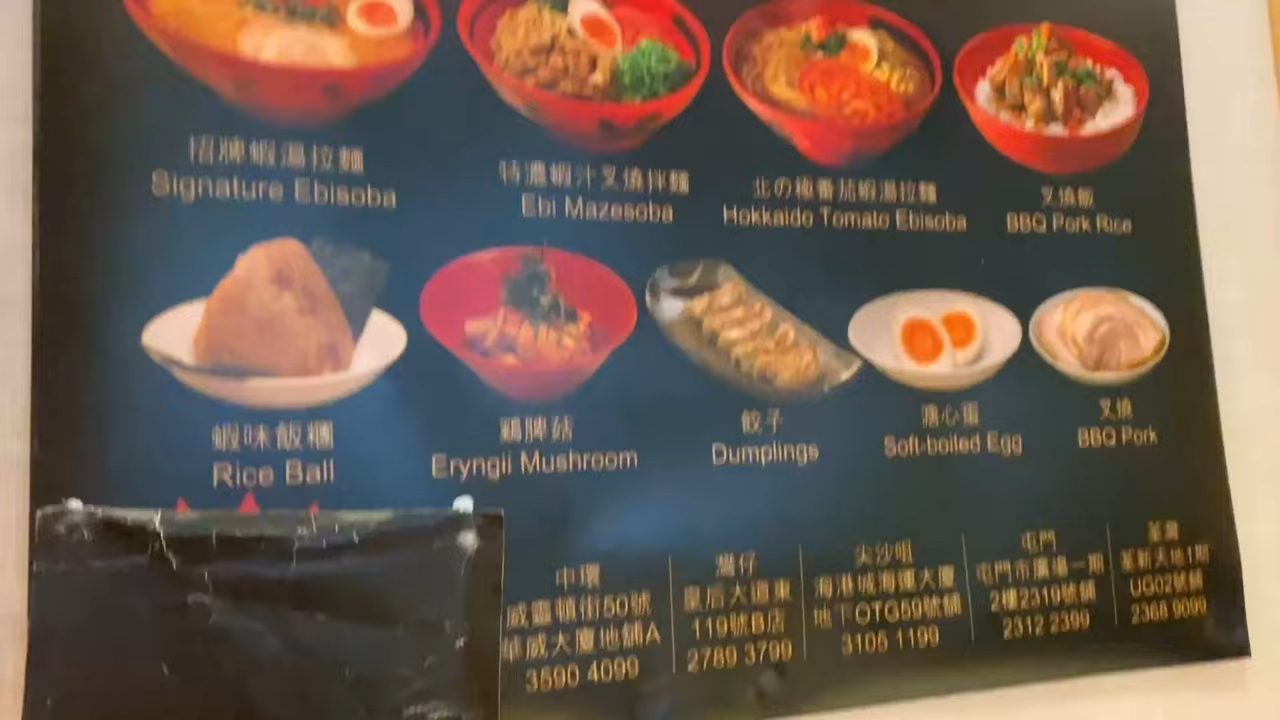 招牌蝦湯拉麵
Signature Ebisoba
特濃蝦汁叉燒拌麵
Ebi Mazesoba
北の極蕃茄蝦湯拉麵
Hokkaido Tomato Ebisoba
叉燒飯
BBQ Pork Rice
蝦味飯糰
Rice Ball
鷄脾菇
Eryngii Mushroom
餃子
Dumplings
溏心蛋
Soft-boiled Egg
叉燒
BBQ Pork
中環
威靈頓街50號
華威大廈地舖A
3590 4099
灣仔
皇后大道東
119號B店
2789 3799
尖沙咀
海港城海運大廈
地下OTG59號舖
3105 1199
屯門
屯門市廣場一期
2樓2319號舖
2312 2399
荃灣
荃新天地1期
UG02號舖
2368 9099